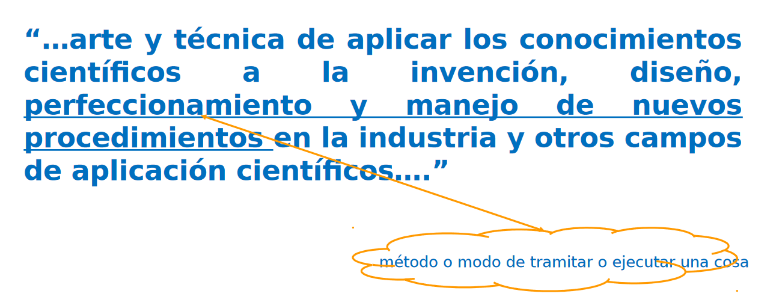 “…arte y técnica de aplicar los conocimientos
científicos a la invención, diseño,
perfeccionamiento y manejo de nuevos
procedimientos en la industria y otros campos
de aplicación científicos….”
método o modo de tramitar o ejecutar una cosa